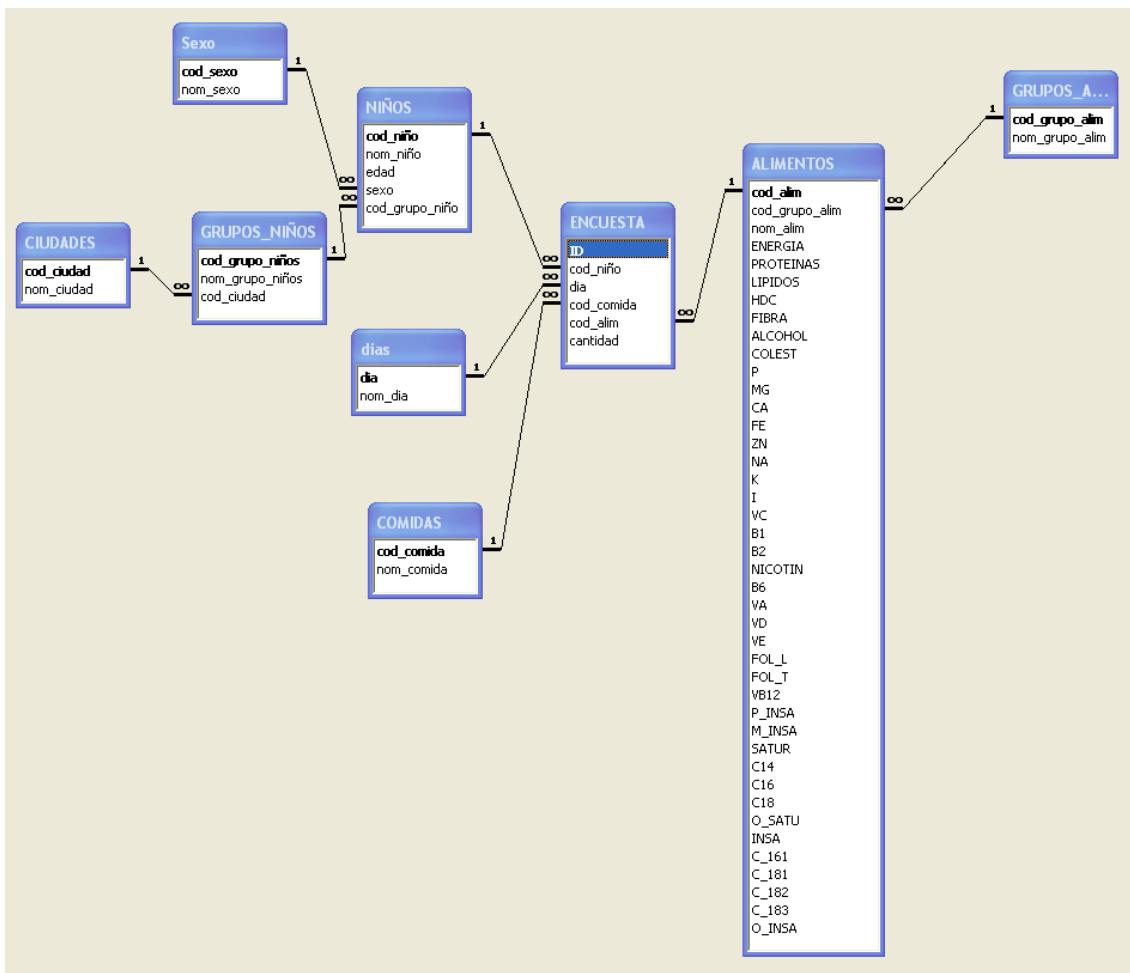 Sexo
cod_sexo
nom_sexo
1
∞
NIÑOS
cod_niño
nom_niño
edad
sexo
cod_grupo_niño
1
∞
CIUDADES
cod_ciudad
nom_ciudad
1
∞
GRUPOS_NIÑOS
cod_grupo_niños
nom_grupo_niños
cod_ciudad
1
∞
dias
dia
nom_dia
1
∞
COMIDAS
cod_comida
nom_comida
1
∞
ENCUESTA
ID
cod_niño
dia
cod_comida
cod_alim
cantidad
∞
1
ALIMENTOS
cod_alim
cod_grupo_alim
nom_alim
ENERGIA
PROTEINAS
LIPIDOS
HDC
FIBRA
ALCOHOL
COLEST
P
MG
CA
FE
ZN
NA
K
I
VC
B1
B2
NICOTIN
B6
VA
VD
VE
FOL_L
FOL_T
VB12
P_INSA
M_INSA
SATUR
C14
C16
C18
O_SATU
INSA
C_161
C_181
C_182
C_183
O_INSA
∞
1
GRUPOS_A...
cod_grupo_alim
nom_grupo_alim